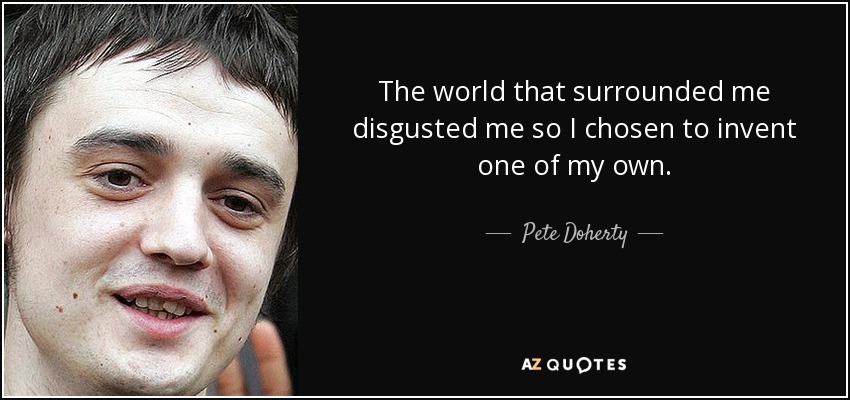 The world that surrounded me
disgusted me so I chosen to invent
one of my own.
Pete Doherty
AZ QUOTES